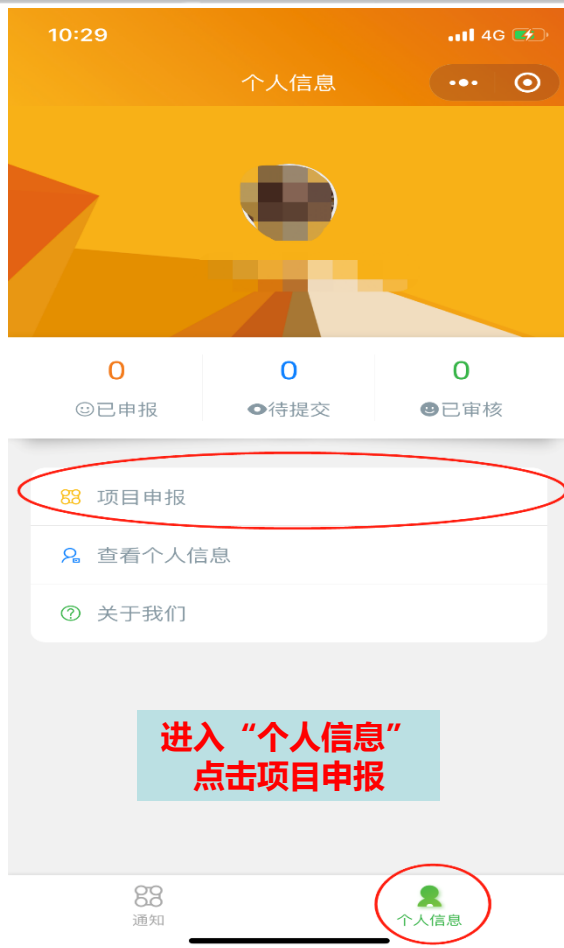 10:29
4G
个人信息
0
0
0
已申报
待提交
已审核
项目申报
查看个人信息
关于我们
进入“个人信息”
点击项目申报
通知
个人信息